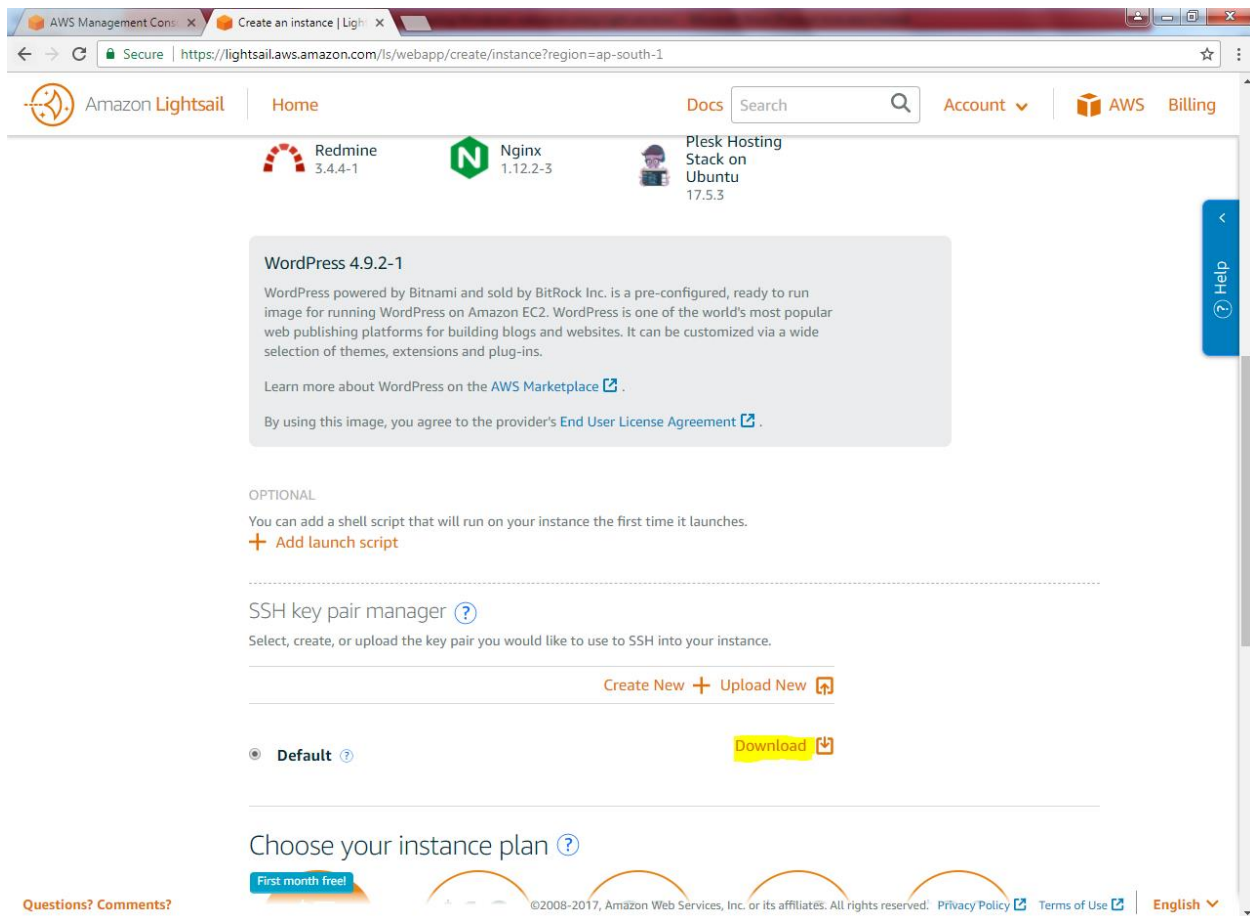 AWS Management Cons
Create an instance | Ligh
Secure | https://lightsail.aws.amazon.com/ls/webapp/create/instance?region=ap-south-1
Amazon Lightsail
Home
Docs
Search
Account
AWS
Billing
Redmine
3.4.4-1
Nginx
1.12.2-3
Plesk Hosting
Stack on
Ubuntu
17.5.3
? Help
WordPress 4.9.2-1
WordPress powered by Bitnami and sold by BitRock Inc. is a pre-configured, ready to run
image for running WordPress on Amazon EC2. WordPress is one of the world's most popular
web publishing platforms for building blogs and websites. It can be customized via a wide
selection of themes, extensions and plug-ins.
Learn more about WordPress on the AWS Marketplace .
By using this image, you agree to the provider's End User License Agreement .
OPTIONAL
You can add a shell script that will run on your instance the first time it launches.
+ Add launch script
SSH key pair manager ?
Select, create, or upload the key pair you would like to use to SSH into your instance.
Create New + Upload New
Default ?
Download
Choose your instance plan ?
First month free!
Questions? Comments?
©2008-2017, Amazon Web Services, Inc. or its affiliates. All rights reserved. Privacy Policy Terms of Use
English